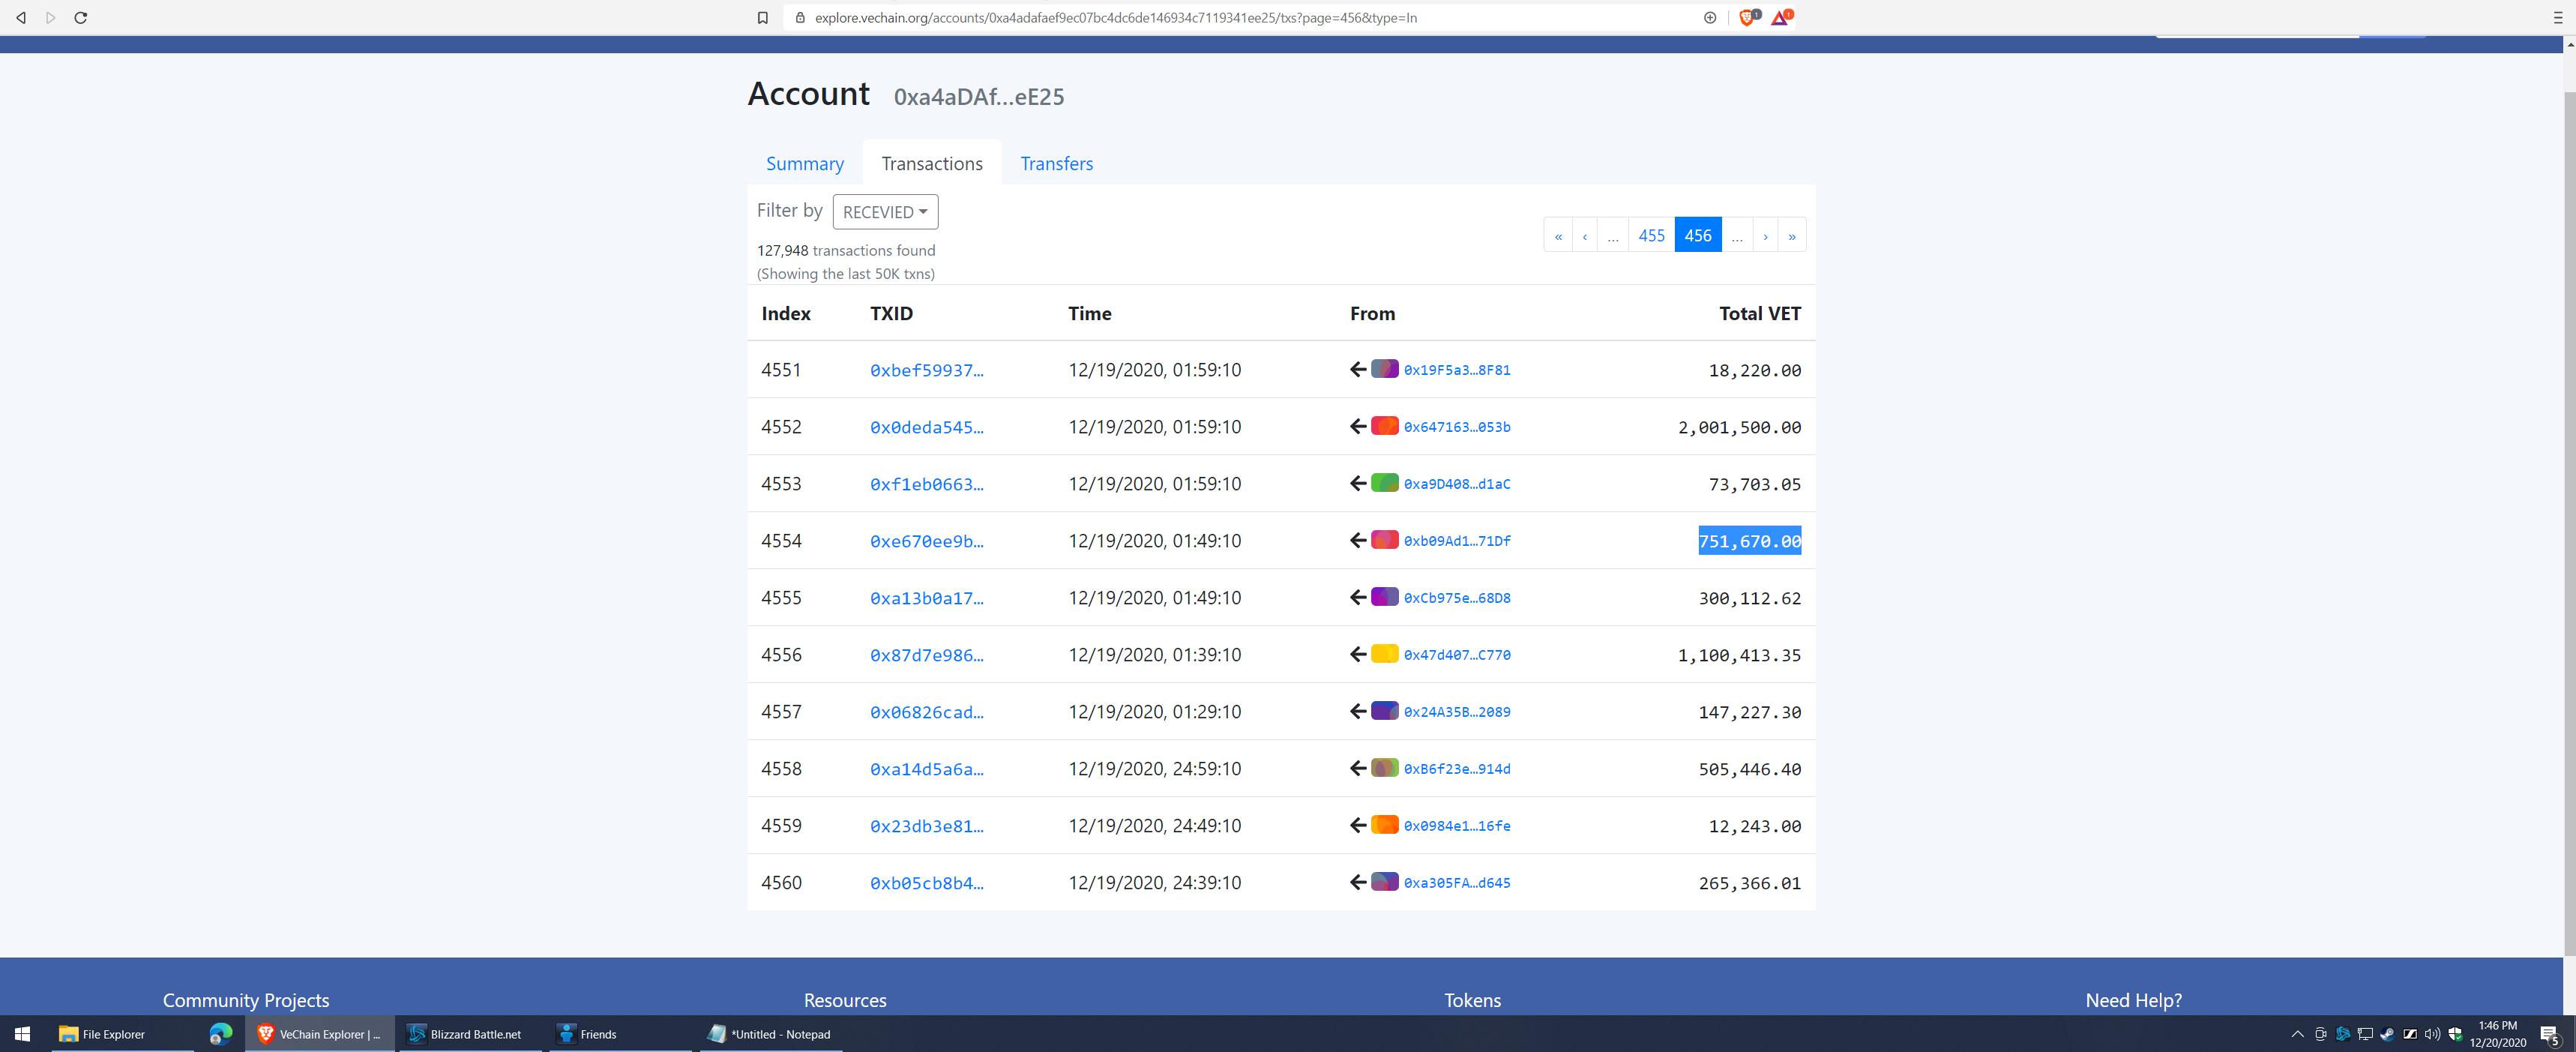 explore.vechain.org/accounts/0xa4adafaef9ec07bc4dc6de146934c7119341ee25/txs?page=456&type=In
1
1
Account 0xa4aDAf...eE25
Summary Transactions Transfers
Filter by RECEVIED
127,948 transactions found
(Showing the last 50K txns)
« ‹ ... 455 456 ... › »
Index TXID Time From Total VET
4551 0xbef59937… 12/19/2020, 01:59:10 0x19F5a3…8F81 18,220.00
4552 0x0deda545… 12/19/2020, 01:59:10 0x647163…053b 2,001,500.00
4553 0xf1eb0663… 12/19/2020, 01:59:10 0xa9D408…d1aC 73,703.05
4554 0xe670ee9b… 12/19/2020, 01:49:10 0xb09Ad1…71Df 751,670.00
4555 0xa13b0a17… 12/19/2020, 01:49:10 0xCb975e…68D8 300,112.62
4556 0x87d7e986… 12/19/2020, 01:39:10 0x47d407…C770 1,100,413.35
4557 0x06826cad… 12/19/2020, 01:29:10 0x24A35B…2089 147,227.30
4558 0xa14d5a6a… 12/19/2020, 24:59:10 0xB6f23e…914d 505,446.40
4559 0x23db3e81… 12/19/2020, 24:49:10 0x0984e1…16fe 12,243.00
4560 0xb05cb8b4… 12/19/2020, 24:39:10 0xa305FA…d645 265,366.01
Community Projects Resources Tokens Need Help?
File Explorer VeChain Explorer | ... Blizzard Battle.net Friends *Untitled - Notepad
1:46 PM
12/20/2020
5